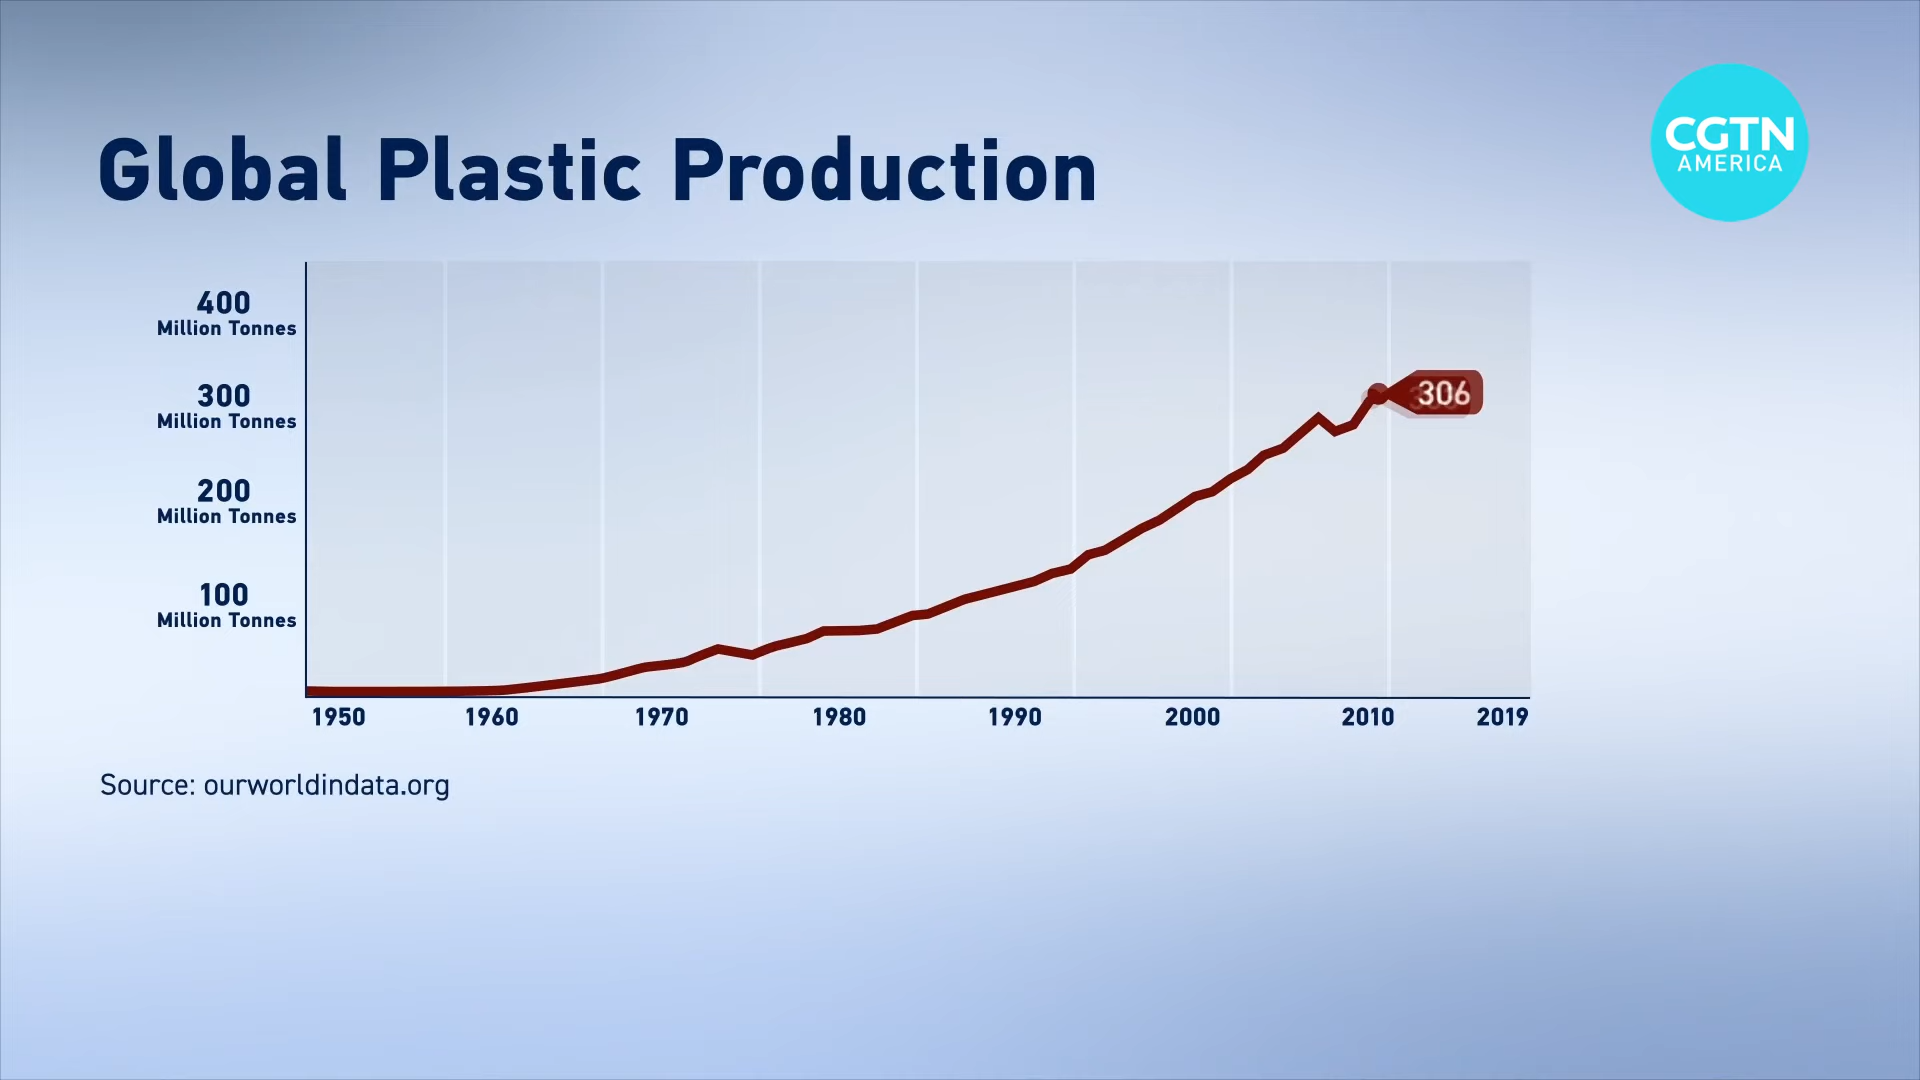 Global Plastic Production
CGTN
AMERICA
400
Million Tonnes
300
Million Tonnes
200
Million Tonnes
100
Million Tonnes
306
1950 1960 1970 1980 1990 2000 2010 2019
Source: ourworldindata.org